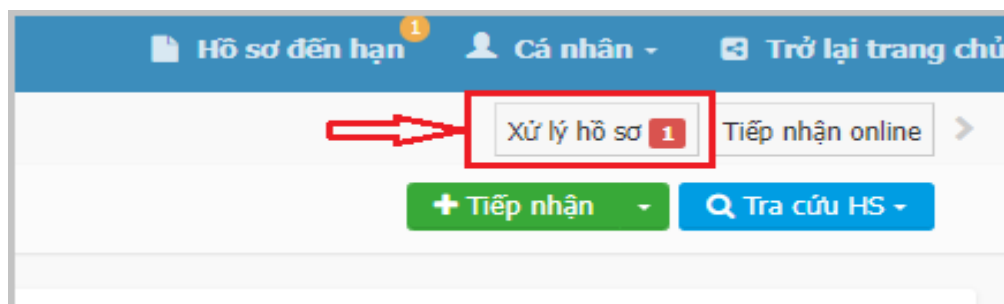 Hồ sơ đến hạn 1 Cá nhân Trở lại trang chủ
Xử lý hồ sơ 1 Tiếp nhận online
Tiếp nhận Tra cứu HS